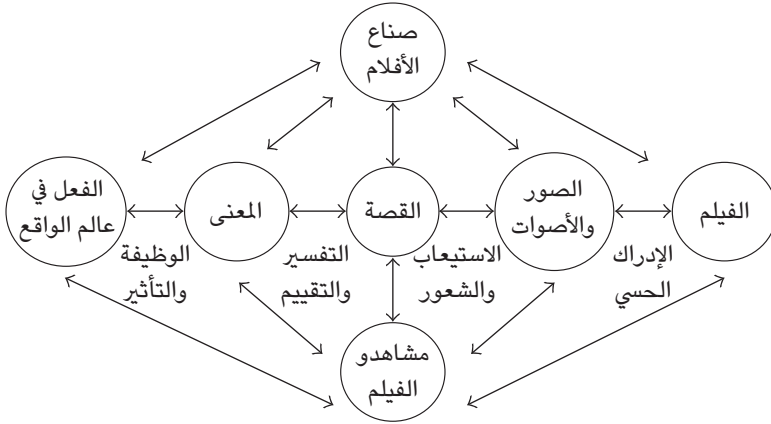 صناع
الأفلام
الفيلم
الصور
والأصوات
القصة
المعنى
الفعل في
عالم الواقع
الإدراك
الحسي
الاستيعاب
والشعور
التفسير
والتقييم
الوظيفة
والتأثير
مشاهدو
الفيلم